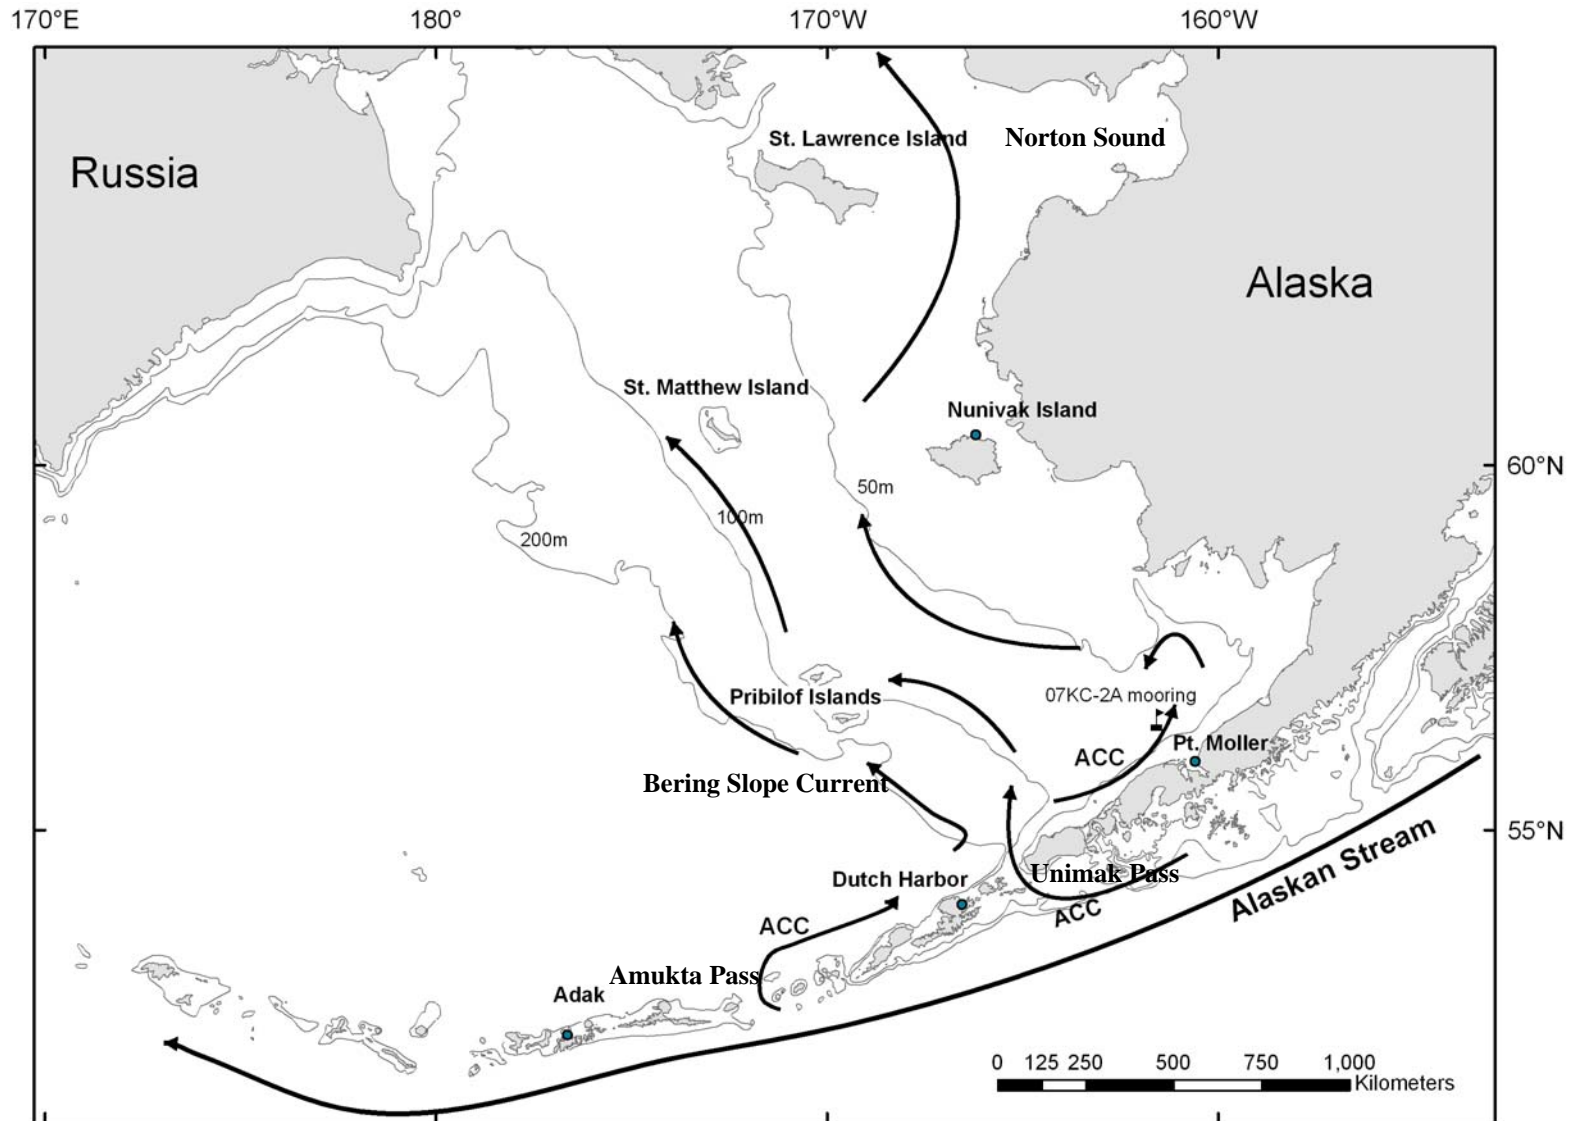 170°E 180° 170°W 160°W
St. Lawrence Island
Norton Sound
Russia
Alaska
St. Matthew Island
Nunivak Island
60°N
50m
100m
200m
Pribilof Islands
07KC-2A mooring
Pt. Moller
ACC
Bering Slope Current
55°N
Alaskan Stream
Dutch Harbor
Unimak Pass
ACC
ACC
Amukta Pass
Adak
0 125 250 500 750 1,000
Kilometers